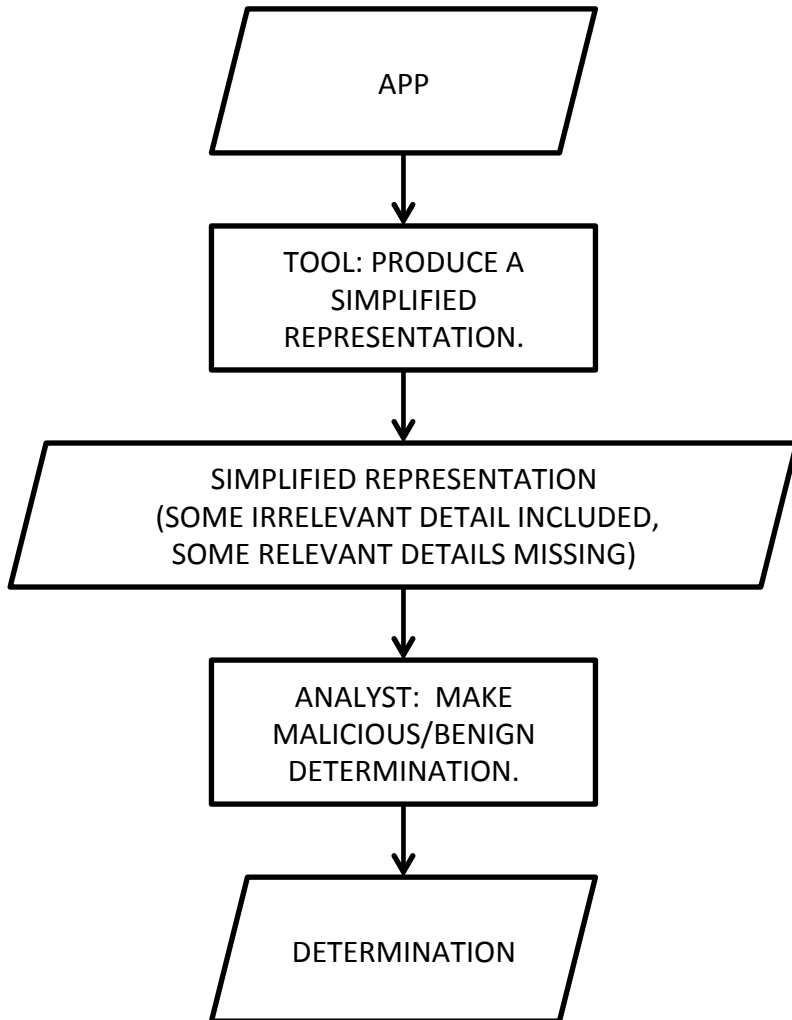 APP
TOOL: PRODUCE A
SIMPLIFIED
REPRESENTATION.
SIMPLIFIED REPRESENTATION
(SOME IRRELEVANT DETAIL INCLUDED,
SOME RELEVANT DETAILS MISSING)
ANALYST:  MAKE
MALICIOUS/BENIGN
DETERMINATION.
DETERMINATION